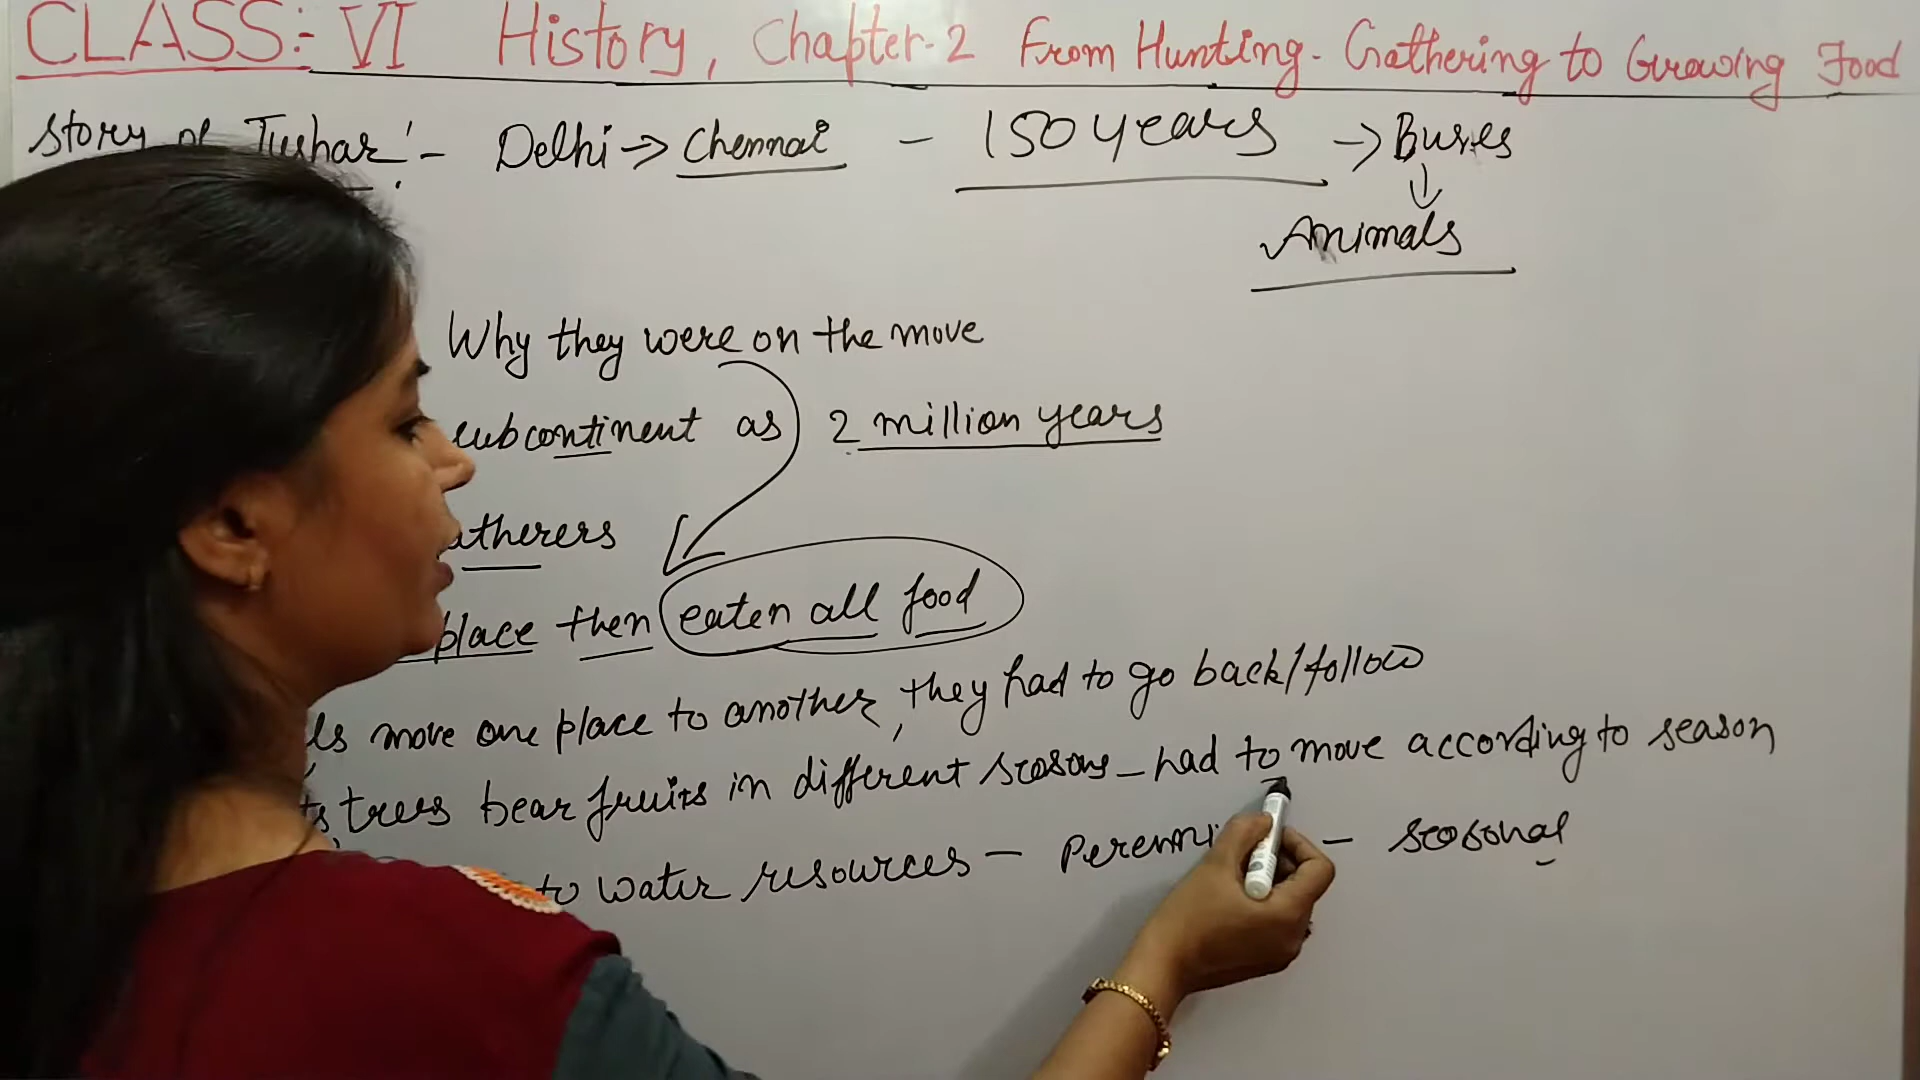 CLASS:- VI History, Chapter-2 From Hunting-Gathering to Growing Food
Story of Tushar:- Delhi → Chennai - 150 years → Buses
↓
Animals
Why they were on the move
subcontinent as 2 million years
atherers
place then eaten all food
ls move one place to another, they had to go back/follow
ts trees bear fruits in different seasons - had to move according to season
to water resources - Perenni - seasonal